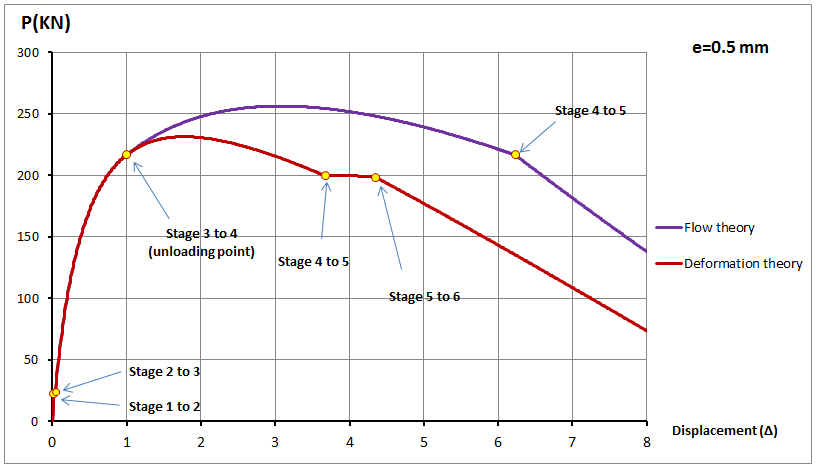 P(KN)
e=0.5 mm
300
250
200
150
100
50
0
Stage 4 to 5
Stage 3 to 4
(unloading point)
Stage 4 to 5
Stage 5 to 6
Stage 2 to 3
Stage 1 to 2
Flow theory
Deformation theory
0 1 2 3 4 5 6 7 8
Displacement (Δ)